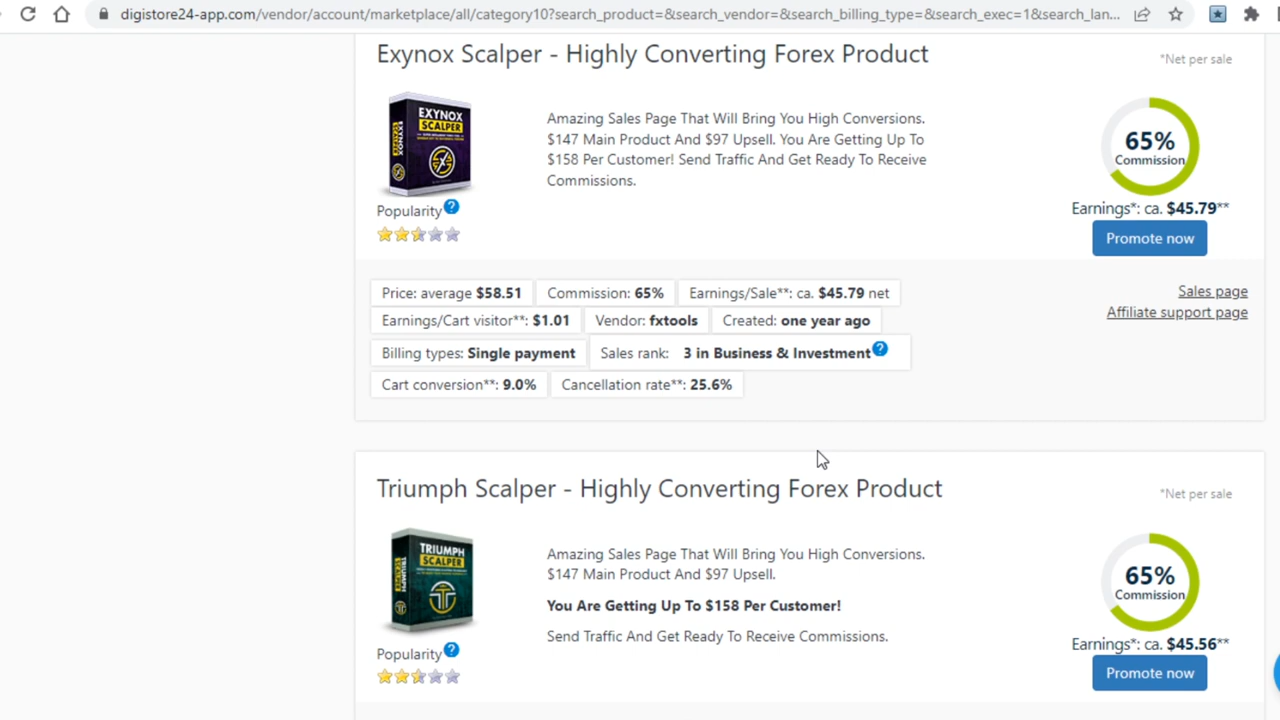 digistore24-app.com/vendor/account/marketplace/all/category10?search_product=&search_vendor=&search_billing_type=&search_exec=1&search_lan...
Exynox Scalper - Highly Converting Forex Product
*Net per sale
EXYNOX
SCALPER
Amazing Sales Page That Will Bring You High Conversions.
$147 Main Product And $97 Upsell. You Are Getting Up To
$158 Per Customer! Send Traffic And Get Ready To Receive
Commissions.
65%
Commission
Popularity ?
Earnings*: ca. $45.79**
Promote now
Price: average $58.51 Commission: 65% Earnings/Sale**: ca. $45.79 net
Sales page
Earnings/Cart visitor**: $1.01 Vendor: fxtools Created: one year ago
Affiliate support page
Billing types: Single payment Sales rank: 3 in Business & Investment ?
Cart conversion**: 9.0% Cancellation rate**: 25.6%
Triumph Scalper - Highly Converting Forex Product
*Net per sale
TRIUMPH
SCALPER
Amazing Sales Page That Will Bring You High Conversions.
$147 Main Product And $97 Upsell.
You Are Getting Up To $158 Per Customer!
Send Traffic And Get Ready To Receive Commissions.
65%
Commission
Popularity ?
Earnings*: ca. $45.56**
Promote now